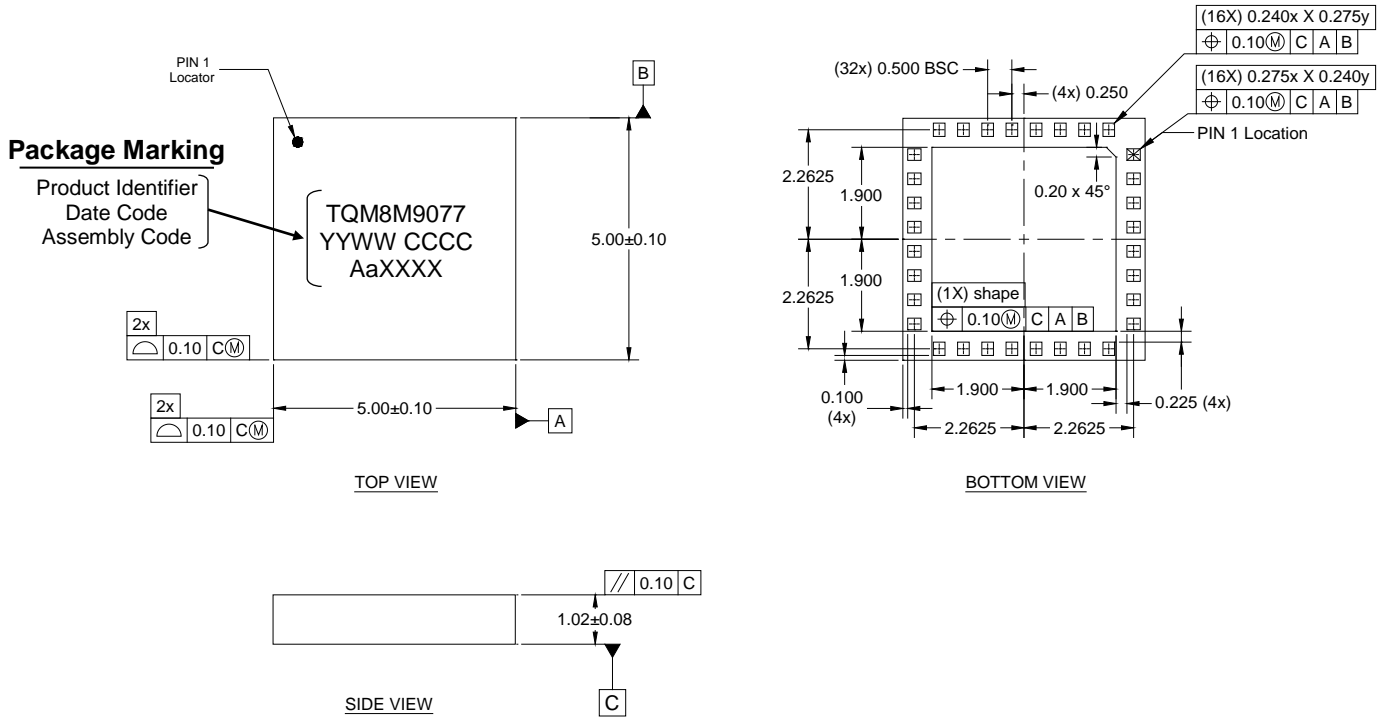 PIN 1
Locator
Package Marking
Product Identifier
Date Code
Assembly Code
TQM8M9077
YYWW CCCC
AaXXXX
B
5.00±0.10
2x
⌓ 0.10 CⓂ
2x
⌓ 0.10 CⓂ
5.00±0.10
A
TOP VIEW
(16X) 0.240x X 0.275y
⌖ 0.10Ⓜ C A B
(16X) 0.275x X 0.240y
⌖ 0.10Ⓜ C A B
PIN 1 Location
(32x) 0.500 BSC
(4x) 0.250
2.2625
1.900
0.20 x 45°
2.2625
1.900
(1X) shape
⌖ 0.10Ⓜ C A B
0.100
(4x)
1.900
1.900
0.225 (4x)
2.2625
2.2625
BOTTOM VIEW
// 0.10 C
1.02±0.08
C
SIDE VIEW